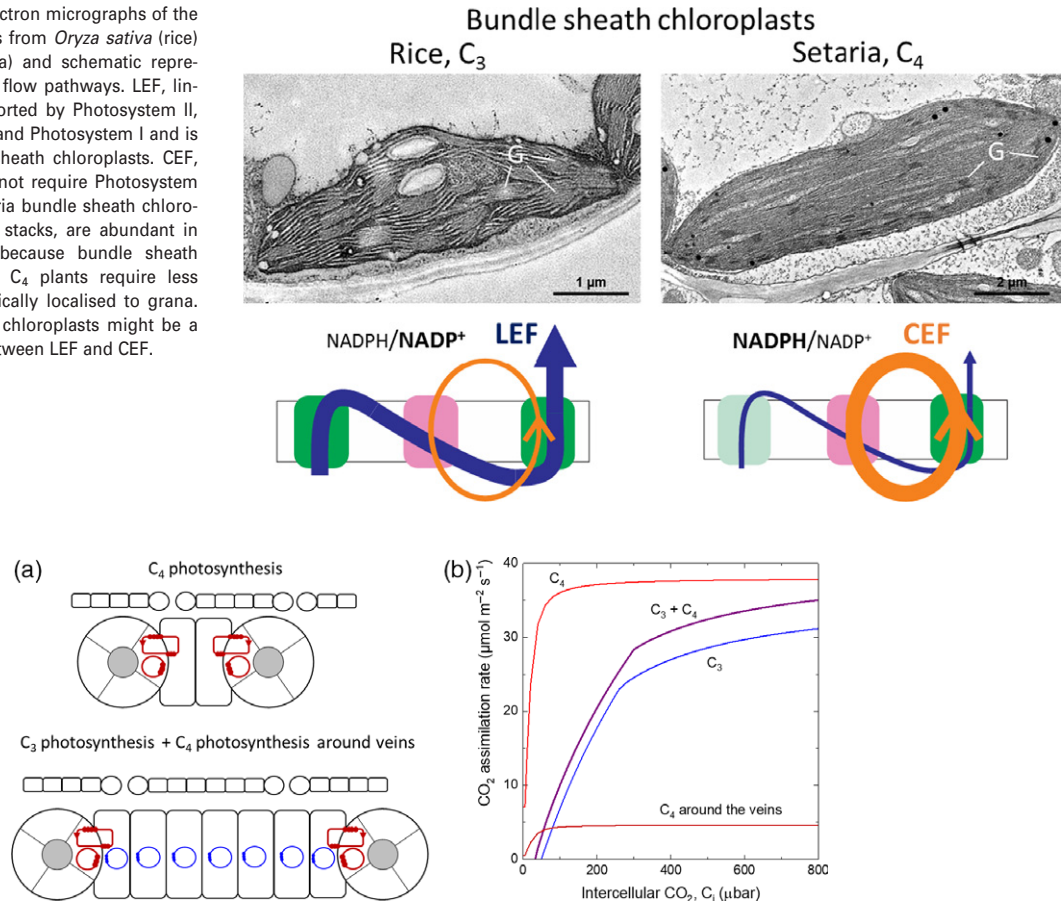 ctron micrographs of the
s from Oryza sativa (rice)
a) and schematic repre-
flow pathways. LEF, lin-
orted by Photosystem II,
and Photosystem I and is
sheath chloroplasts. CEF,
not require Photosystem
ria bundle sheath chloro-
stacks, are abundant in
because bundle sheath
C4 plants require less
ically localised to grana.
chloroplasts might be a
etween LEF and CEF.
Bundle sheath chloroplasts
Rice, C3
Setaria, C4
G
1 µm
G
2 µm
NADPH/NADP+
LEF
NADPH/NADP+
CEF
(a)
C4 photosynthesis
C3 photosynthesis + C4 photosynthesis around veins
(b)
CO2 assimilation rate (µmol m−2 s−1)
40
30
20
10
0
C4
C3 + C4
C3
C4 around the veins
0
200
400
600
800
Intercellular CO2, Ci (µbar)